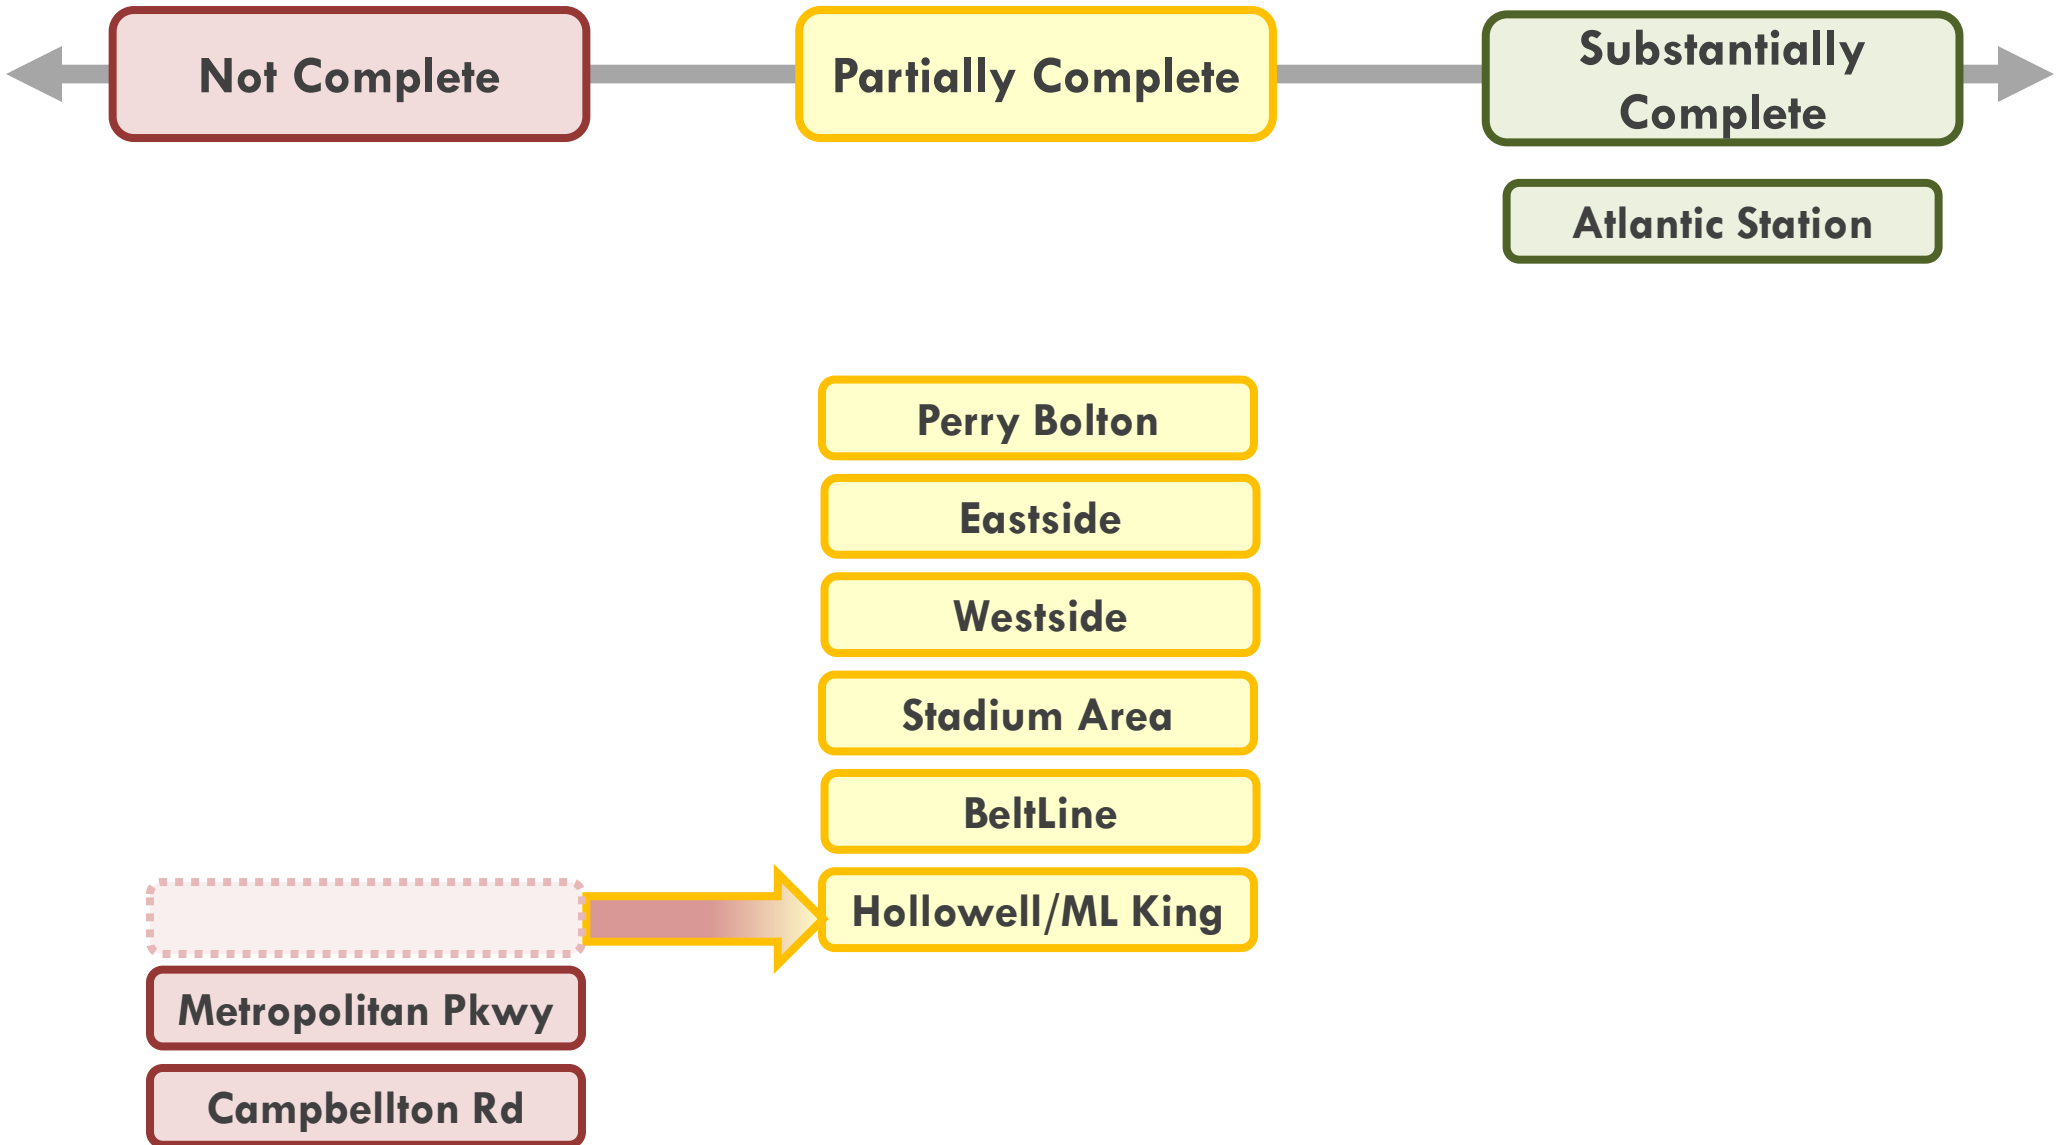 Not Complete
Partially Complete
Substantially
Complete
Atlantic Station
Perry Bolton
Eastside
Westside
Stadium Area
BeltLine
Hollowell/ML King
Metropolitan Pkwy
Campbellton Rd